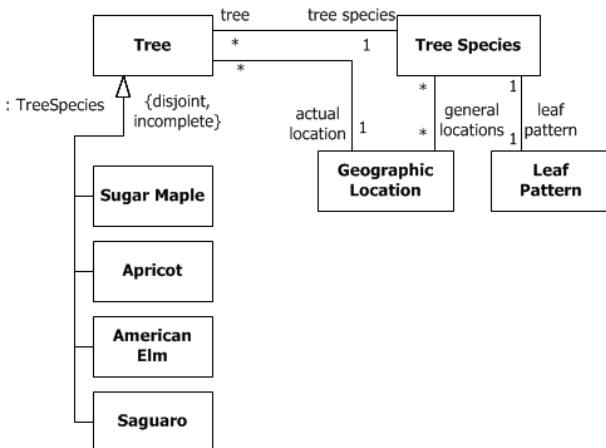 tree
tree species
Tree
*
1
Tree Species
*
: TreeSpecies
{disjoint,
incomplete}
actual
location
1
*
general
locations
*
1
leaf
pattern
1
Geographic
Location
Leaf
Pattern
Sugar Maple
Apricot
American
Elm
Saguaro